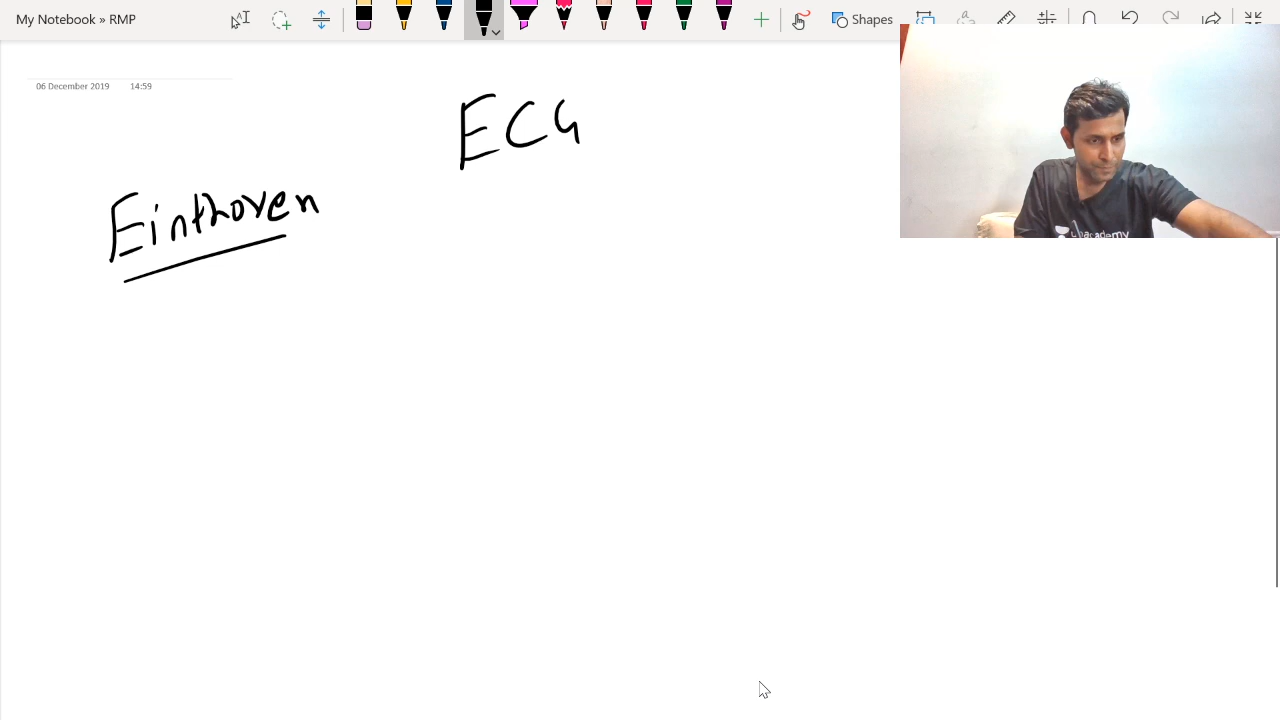 My Notebook » RMP
Shapes
06 December 2019 14:59
ECG
Einthoven